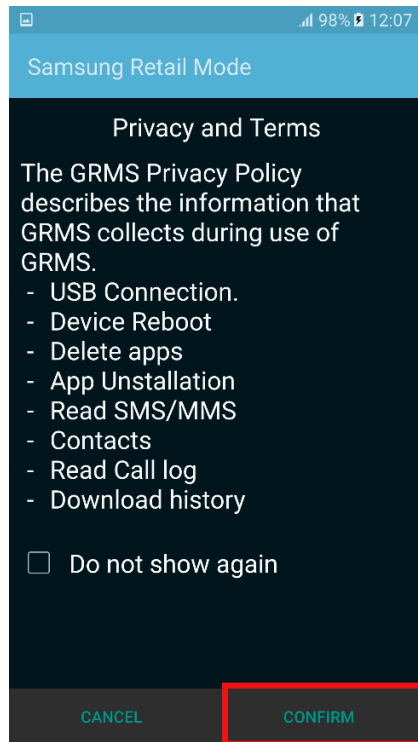 98% 12:07
Samsung Retail Mode
Privacy and Terms
The GRMS Privacy Policy
describes the information that
GRMS collects during use of
GRMS.
- USB Connection.
- Device Reboot
- Delete apps
- App Unstallation
- Read SMS/MMS
- Contacts
- Read Call log
- Download history
Do not show again
CANCEL CONFIRM